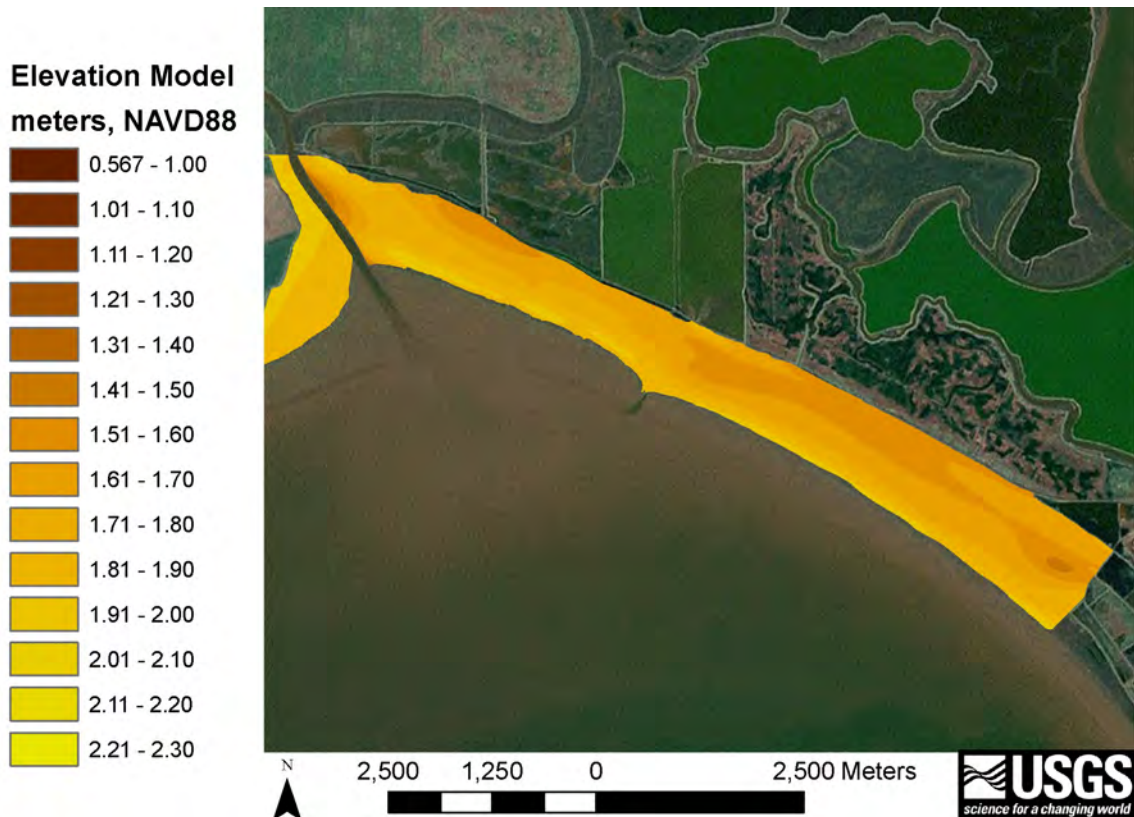 Elevation Model
meters, NAVD88
0.567 - 1.00
1.01 - 1.10
1.11 - 1.20
1.21 - 1.30
1.31 - 1.40
1.41 - 1.50
1.51 - 1.60
1.61 - 1.70
1.71 - 1.80
1.81 - 1.90
1.91 - 2.00
2.01 - 2.10
2.11 - 2.20
2.21 - 2.30
N
2,500 1,250 0 2,500 Meters
USGS
science for a changing world